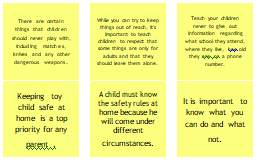 There are certain
things that children
should never play with,
including matches,
knives and any other
dangerous weapons.
While you can try to keep
things out of reach, it's
important to teach
children to respect that
some things are only for
adults and that they
should leave them alone.
Teach your children
never to give out
information regarding
what school they attend,
where they live, how old
they are, or a phone
number.
Keeping toy
child safe at
home is a top
priority for any
parent
A child must know
the safety rules at
home because he
will come under
different
circumstances.
It is important to
know what you
can do and what
not.